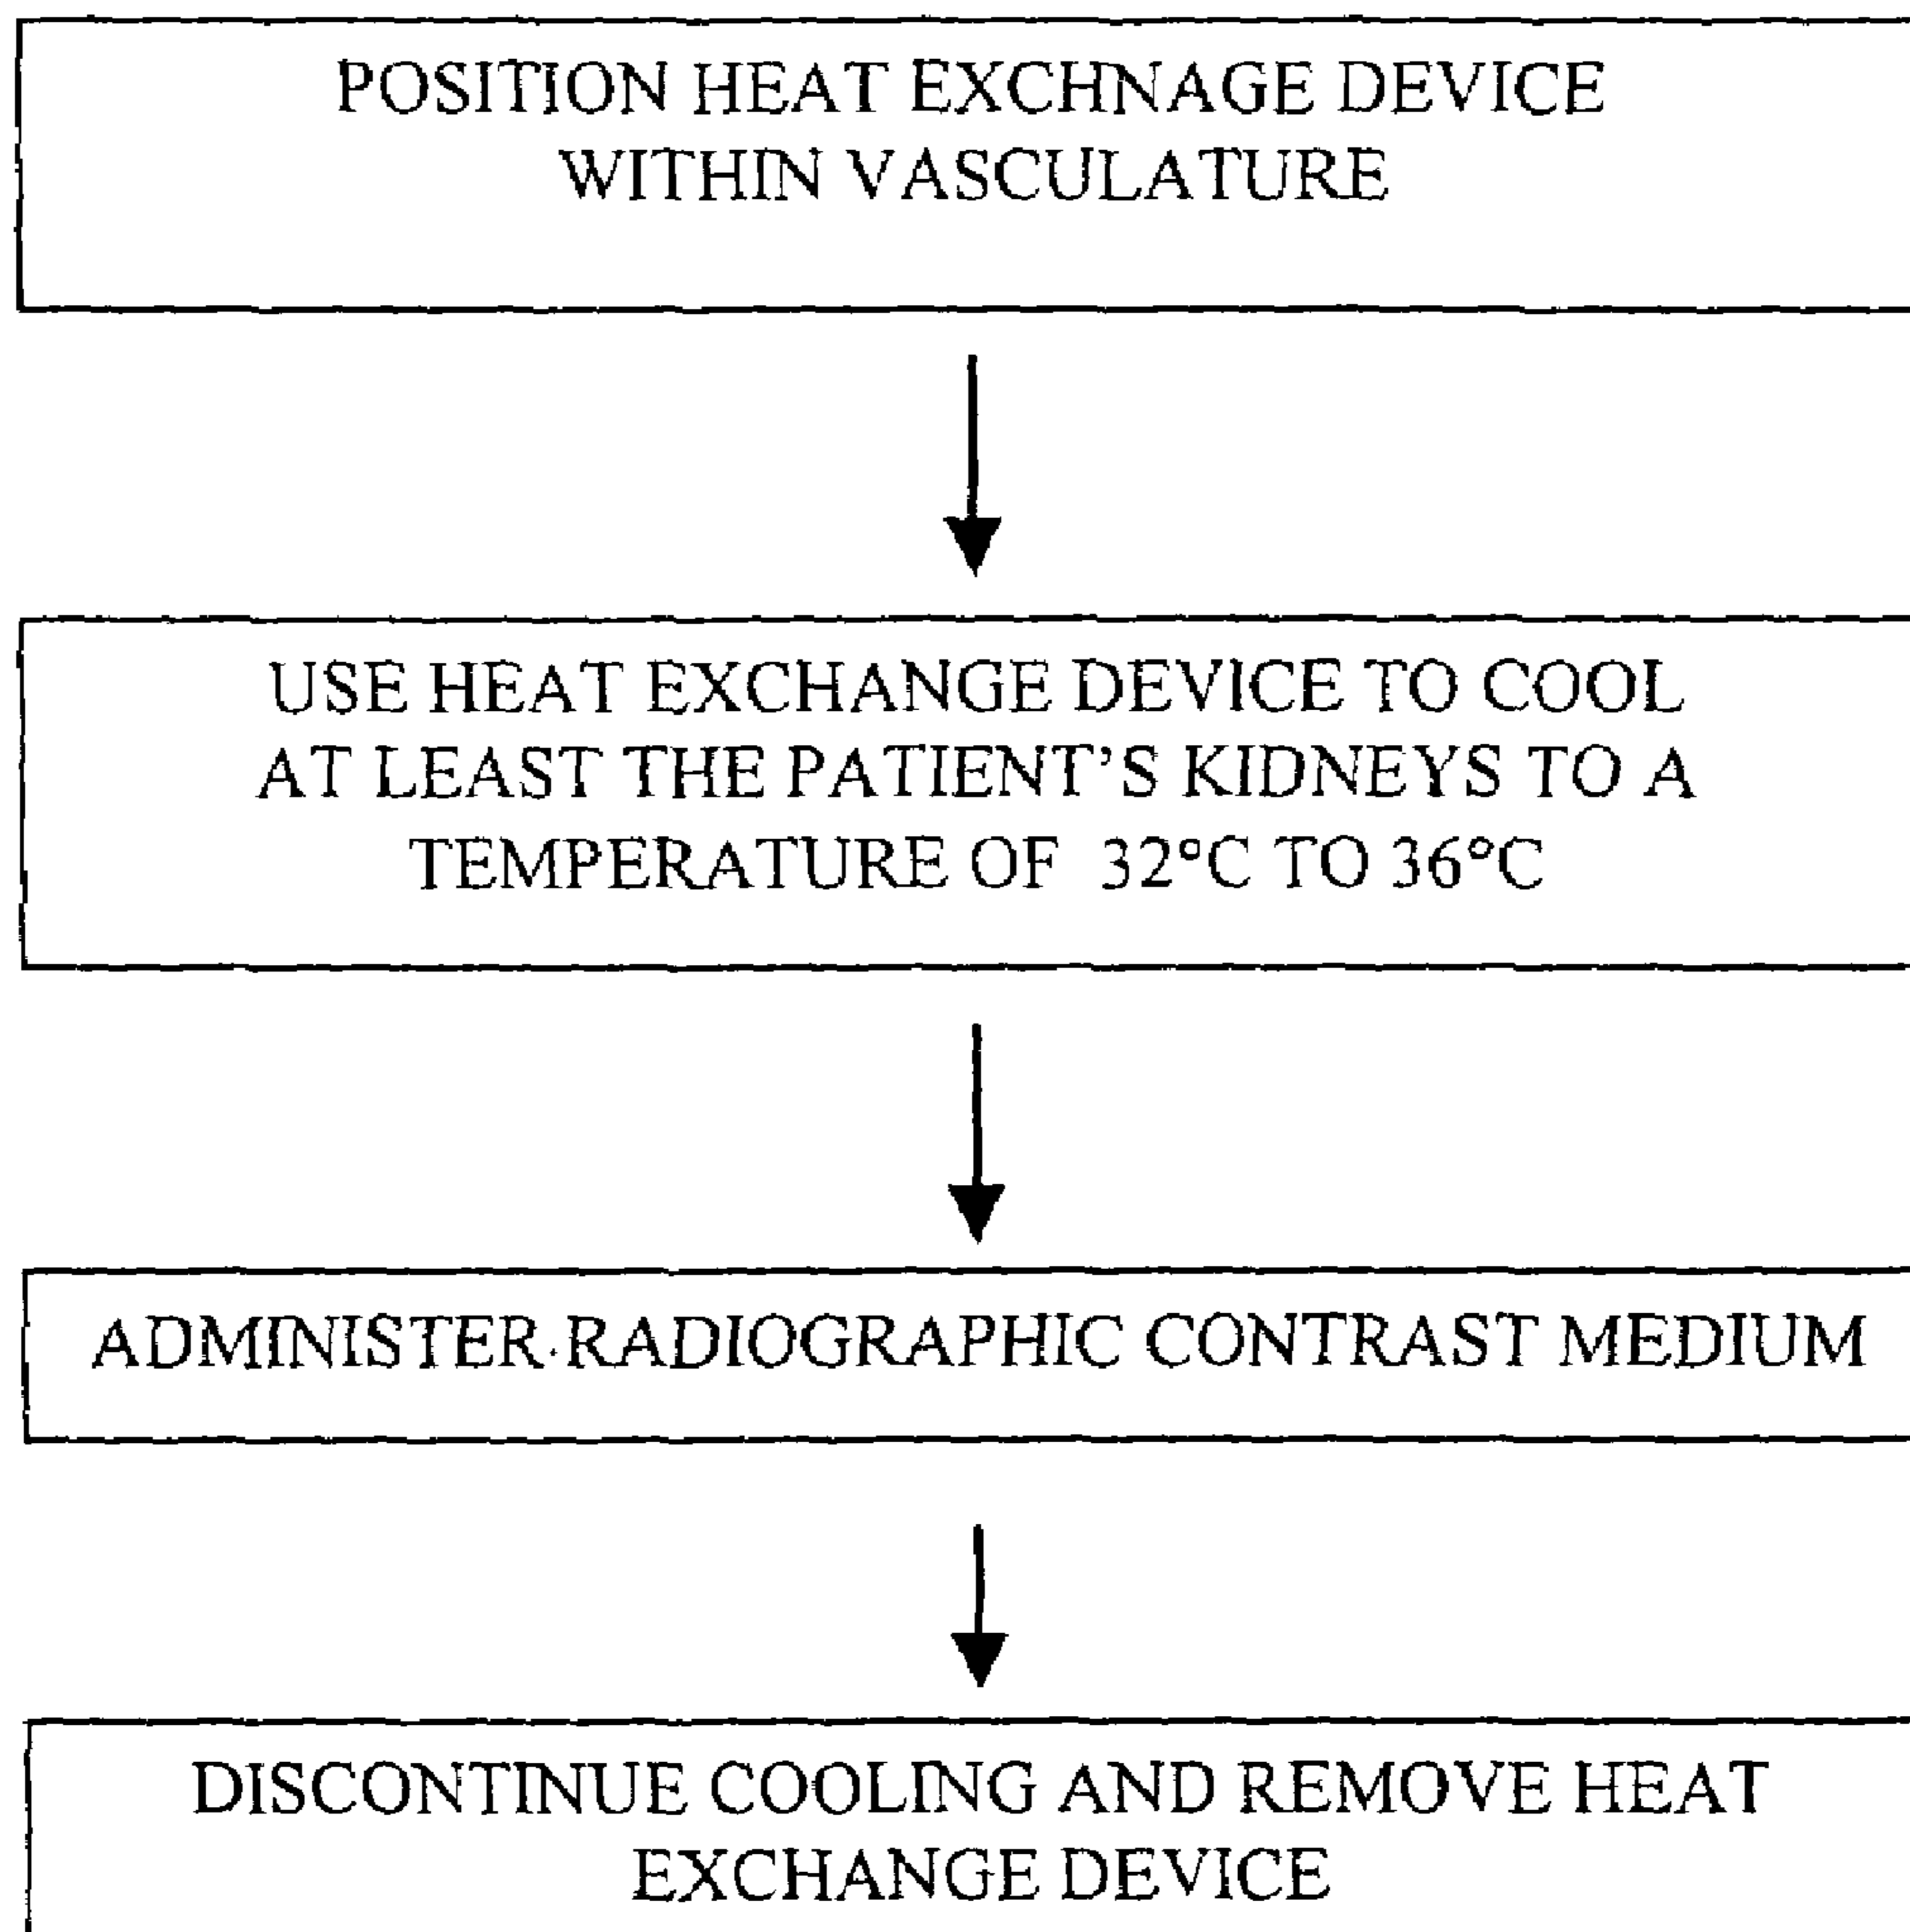 POSITION HEAT EXCHNAGE DEVICE
WITHIN VASCULATURE
USE HEAT EXCHANGE DEVICE TO COOL
AT LEAST THE PATIENT'S KIDNEYS TO A
TEMPERATURE OF 32°C TO 36°C
ADMINISTER RADIOGRAPHIC CONTRAST MEDIUM
DISCONTINUE COOLING AND REMOVE HEAT
EXCHANGE DEVICE